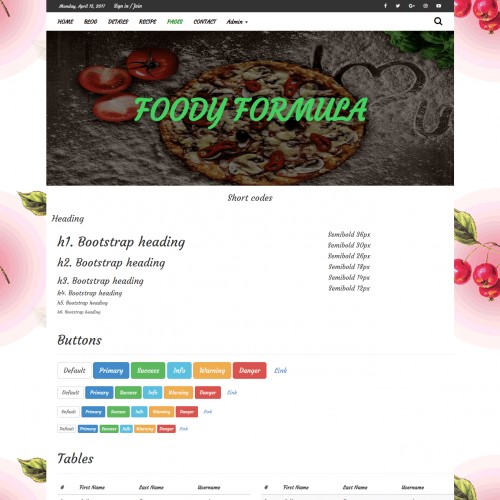 Monday, April 15, 2017 Sign in / Join
HOME BLOG DETAILS RECIPE PAGES CONTACT Admin
FOODY FORMULA
Short codes
Heading
h1. Bootstrap heading
h2. Bootstrap heading
h3. Bootstrap heading
h4. Bootstrap heading
h5. Bootstrap heading
h6. Bootstrap heading
Semibold 36px
Semibold 30px
Semibold 26px
Semibold 18px
Semibold 14px
Semibold 12px
Buttons
Default Primary Success Info Warning Danger Link
Default Primary Success Info Warning Danger Link
Default Primary Success Info Warning Danger Link
Default Primary Success Info Warning Danger Link
Tables
# First Name Last Name Username # First Name Last Name Username